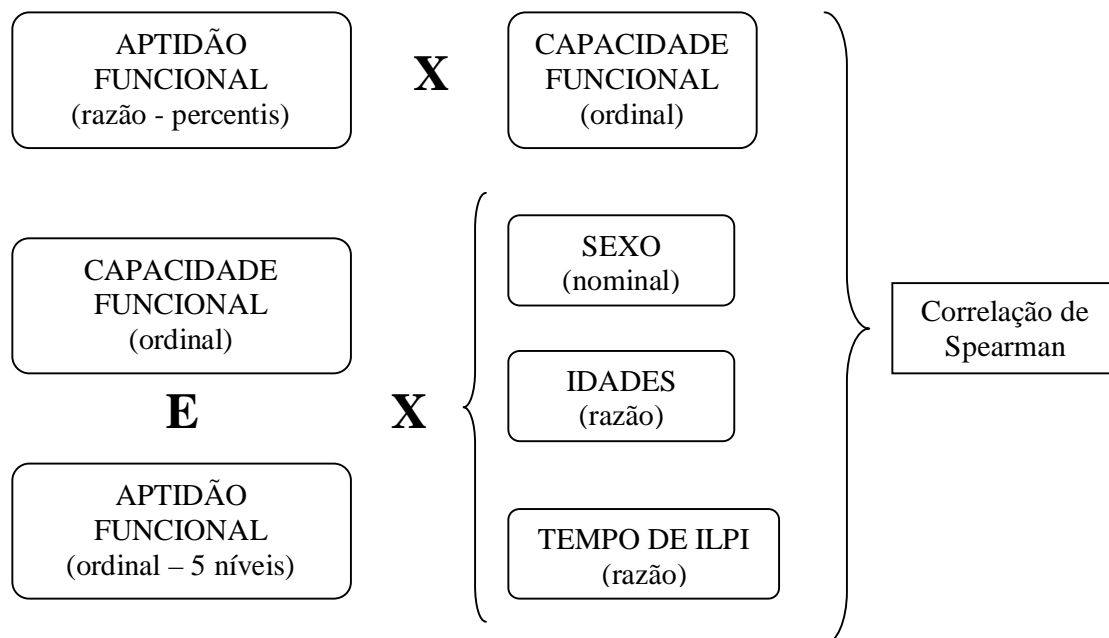 APTIDÃO
FUNCIONAL
(razão - percentis)
X
CAPACIDADE
FUNCIONAL
(ordinal)
CAPACIDADE
FUNCIONAL
(ordinal)
E
APTIDÃO
FUNCIONAL
(ordinal – 5 níveis)
X
SEXO
(nominal)
IDADES
(razão)
TEMPO DE ILPI
(razão)
Correlação de
Spearman